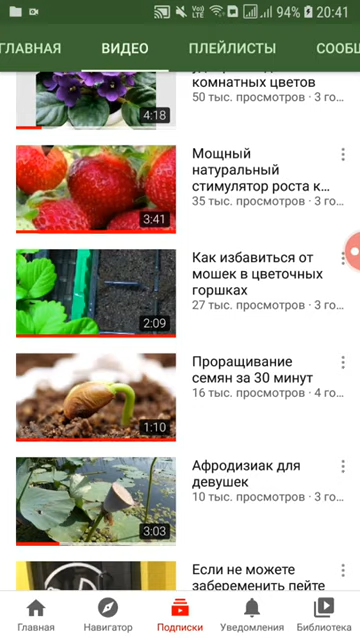 Vo))
LTE
94%
20:41
ГЛАВНАЯ
ВИДЕО
ПЛЕЙЛИСТЫ
СООБЩ
комнатных цветов
50 тыс. просмотров · 3 го…
4:18
Мощный
натуральный
стимулятор роста к…
35 тыс. просмотров · 3 го…
3:41
Как избавиться от
мошек в цветочных
горшках
27 тыс. просмотров · 3 го…
2:09
Проращивание
семян за 30 минут
16 тыс. просмотров · 4 го…
1:10
Афродизиак для
девушек
10 тыс. просмотров · 3 го…
3:03
Если не можете
забеременить пейте
Главная
Навигатор
Подписки
Уведомления
Библиотека